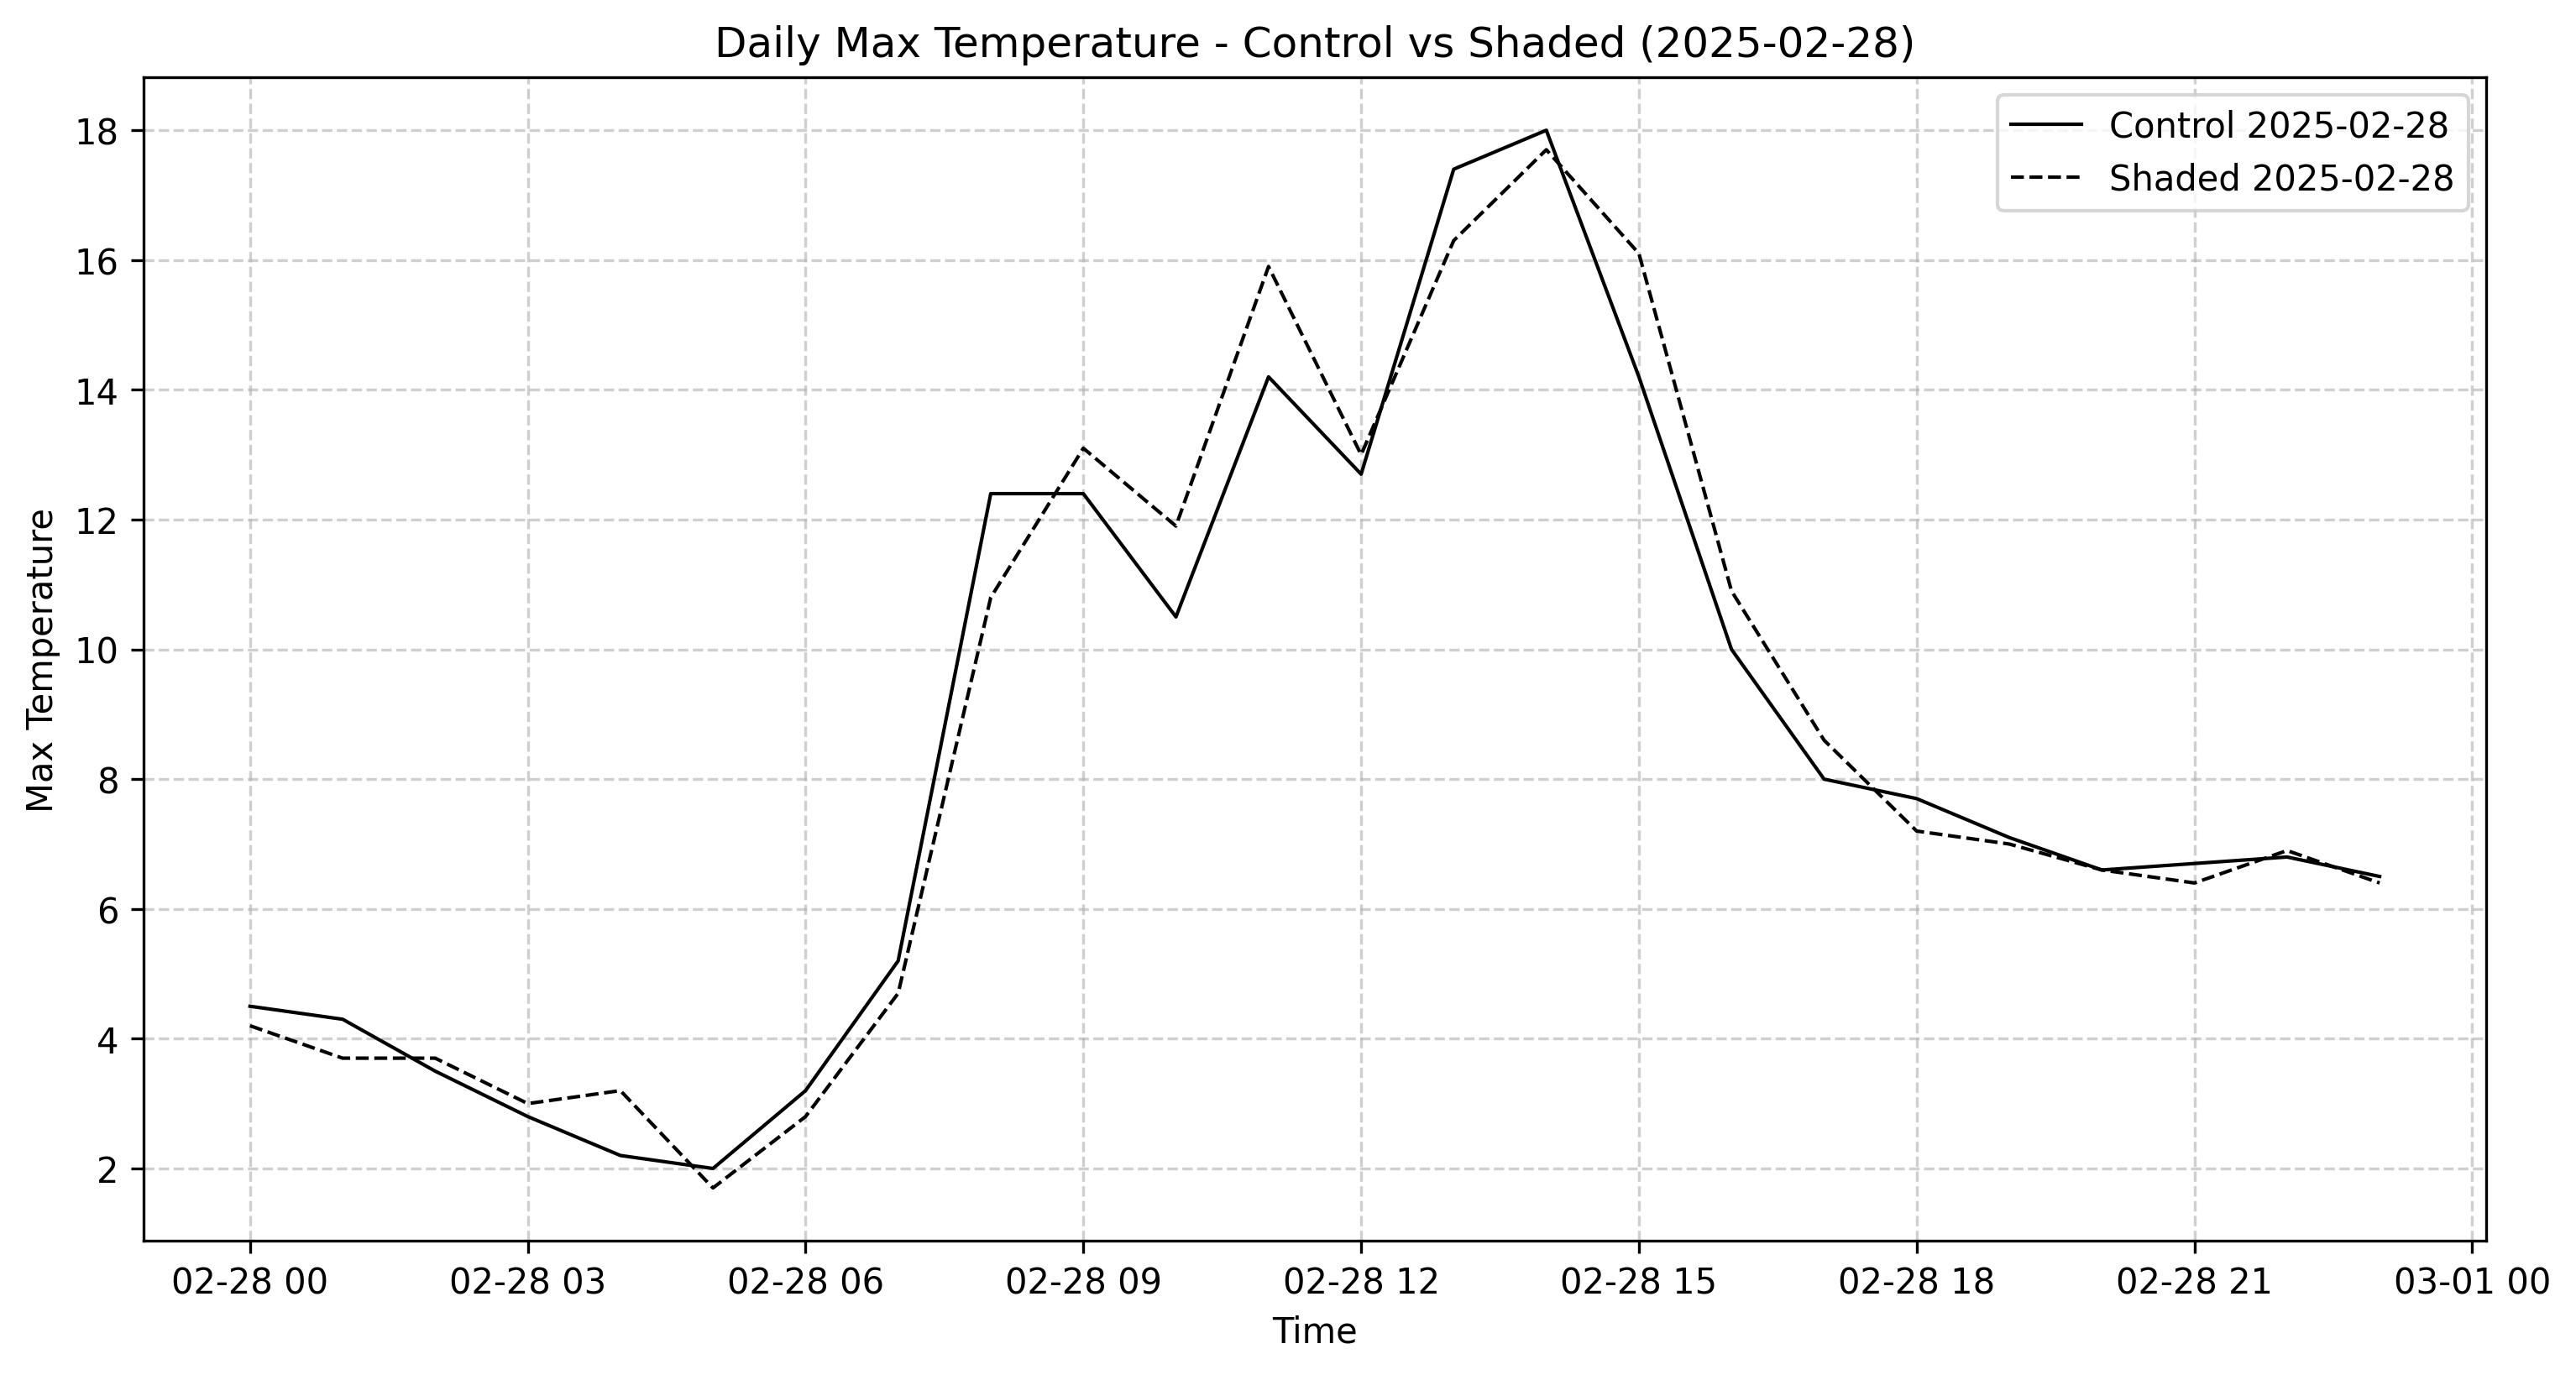 Daily Max Temperature - Control vs Shaded (2025-02-28)
Control 2025-02-28
Shaded 2025-02-28
Max Temperature
18
16
14
12
10
8
6
4
2
02-28 00 02-28 03 02-28 06 02-28 09 02-28 12 02-28 15 02-28 18 02-28 21 03-01 00
Time